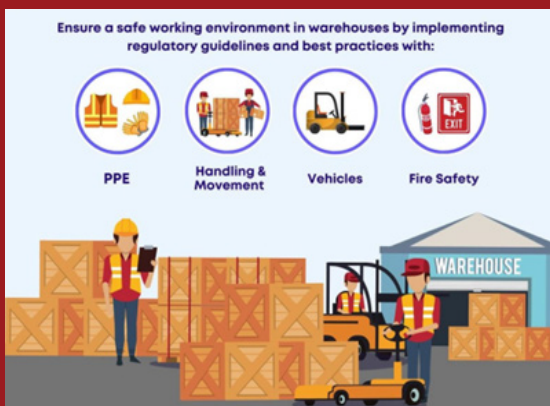 Ensure a safe working environment in warehouses by implementing
regulatory guidelines and best practices with:
EXIT
PPE
Handling &
Movement
Vehicles
Fire Safety
WAREHOUSE